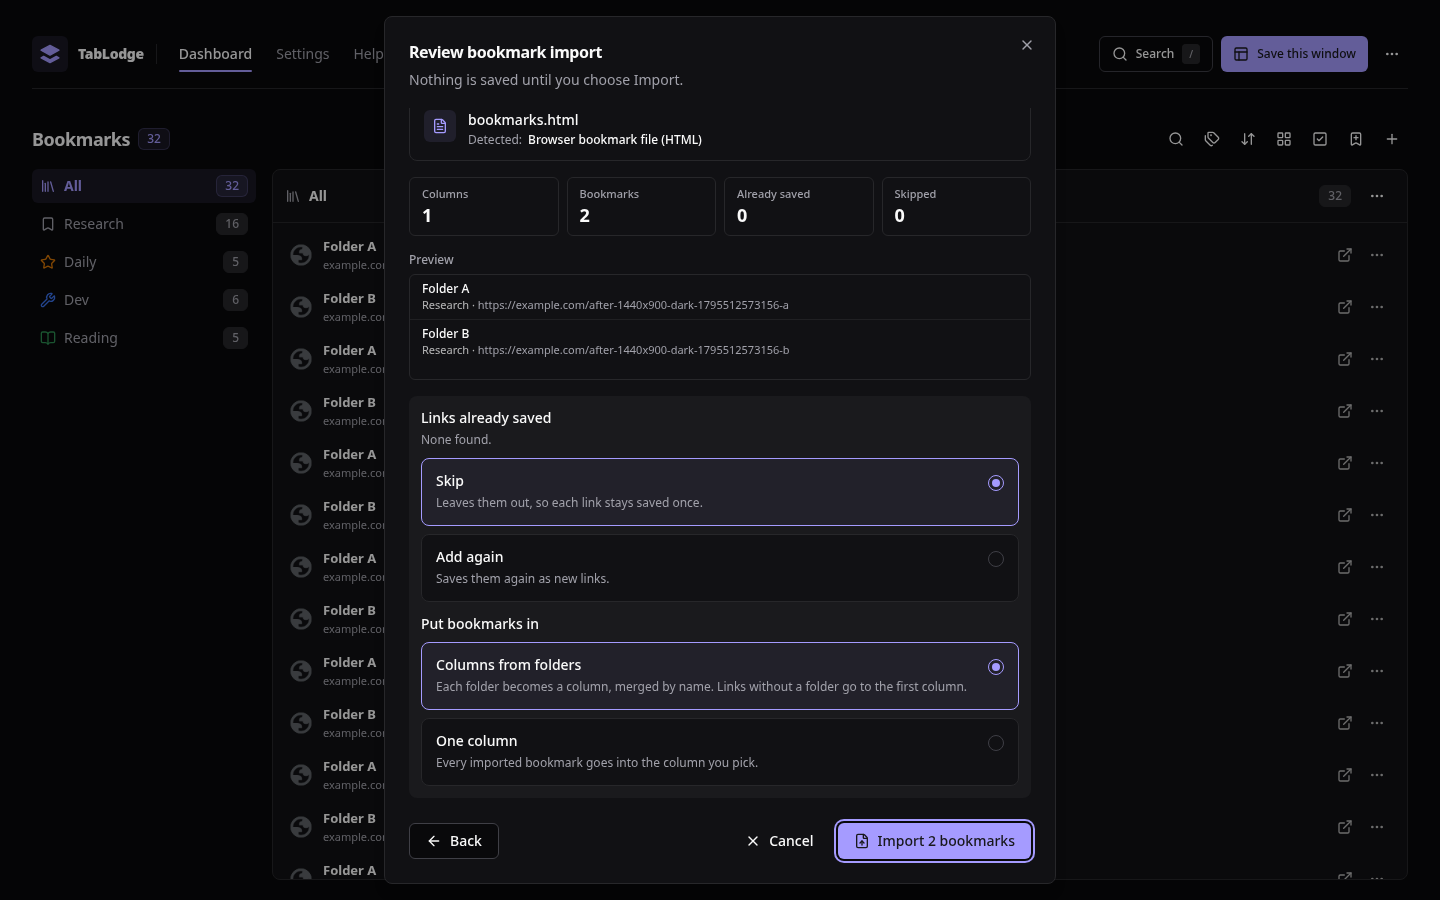 TabLodge
Dashboard
Settings
Help
Search /
Save this window
Bookmarks 32
All 32
Research 16
Daily 5
Dev 6
Reading 5
All
32
Folder A
Folder B
Folder A
Folder B
Folder A
Folder B
Folder A
Folder B
Folder A
Folder B
Folder A
Folder B
Folder A
Review bookmark import
Nothing is saved until you choose Import.
bookmarks.html
Detected: Browser bookmark file (HTML)
Columns
1
Bookmarks
2
Already saved
0
Skipped
0
Preview
Folder A
Research · https://example.com/after-1440x900-dark-1795512573156-a
Folder B
Research · https://example.com/after-1440x900-dark-1795512573156-b
Links already saved
None found.
Skip
Leaves them out, so each link stays saved once.
Add again
Saves them again as new links.
Put bookmarks in
Columns from folders
Each folder becomes a column, merged by name. Links without a folder go to the first column.
One column
Every imported bookmark goes into the column you pick.
Back
Cancel
Import 2 bookmarks